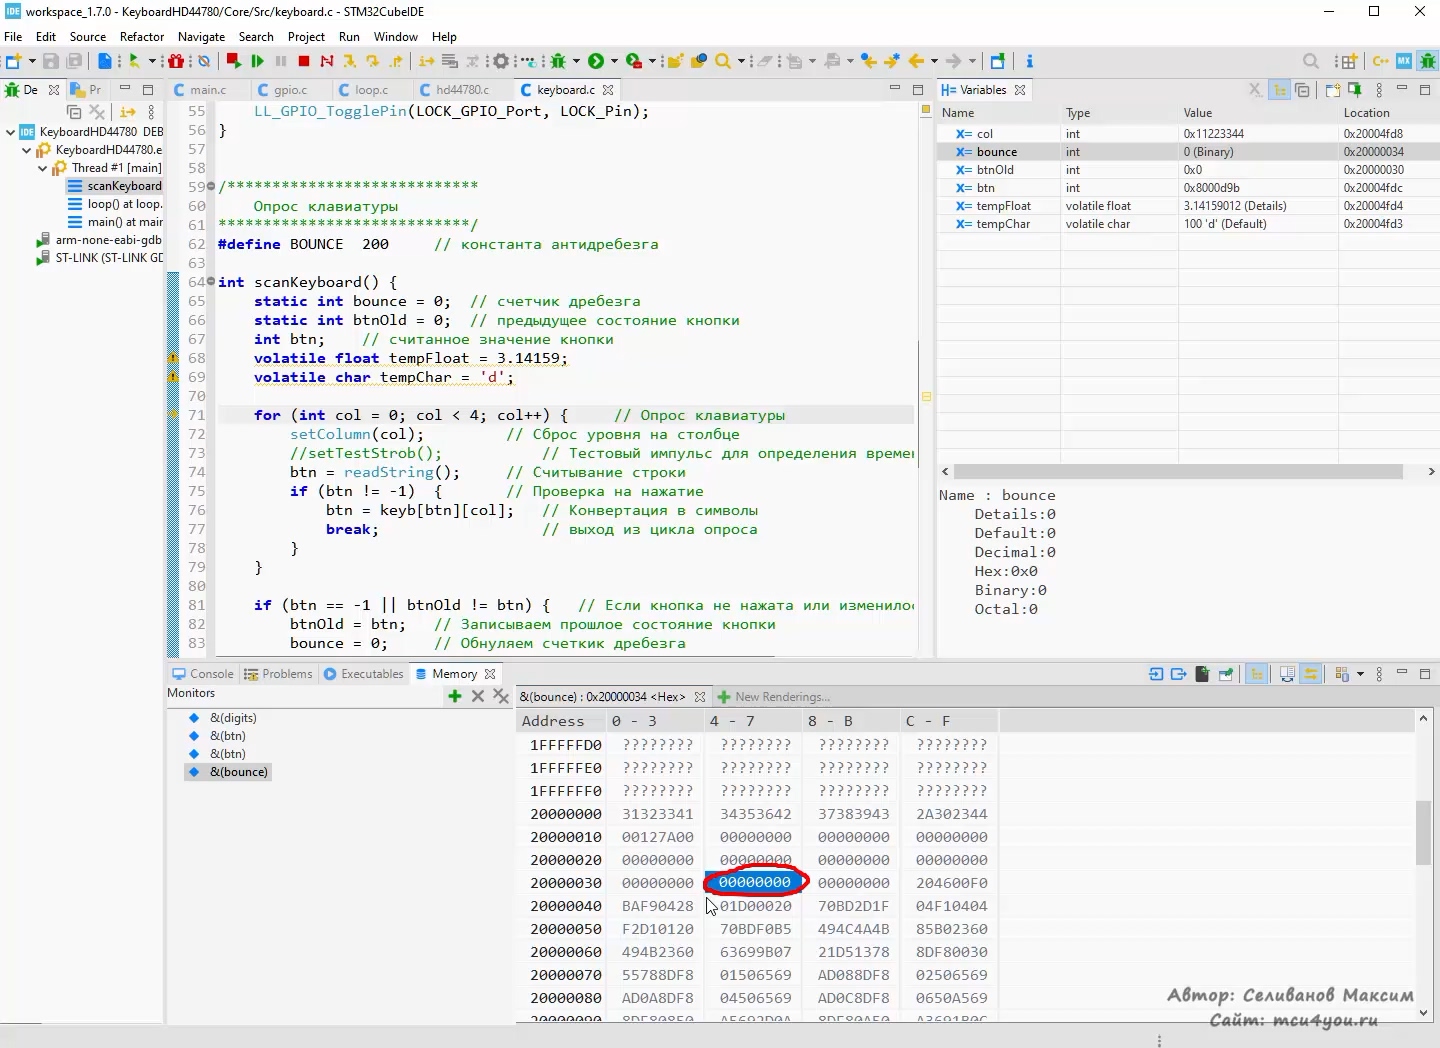 workspace_1.7.0 - KeyboardHD44780/Core/Src/keyboard.c - STM32CubeIDE
File Edit Source Refactor Navigate Search Project Run Window Help
De Pr
KeyboardHD44780 DEB
KeyboardHD44780.e
Thread #1 [main]
scanKeyboard
loop() at loop.
main() at mair
arm-none-eabi-gdb
ST-LINK (ST-LINK GD
main.c gpio.c loop.c hd44780.c keyboard.c
55 LL_GPIO_TogglePin(LOCK_GPIO_Port, LOCK_Pin);
56 }
57
58
59 /****************************
60 Опрос клавиатуры
61 ****************************/
62 #define BOUNCE 200 // константа антидребезга
63
64 int scanKeyboard() {
65 static int bounce = 0; // счетчик дребезга
66 static int btnOld = 0; // предыдущее состояние кнопки
67 int btn; // считанное значение кнопки
68 volatile float tempFloat = 3.14159;
69 volatile char tempChar = 'd';
70
71 for (int col = 0; col < 4; col++) { // Опрос клавиатуры
72 setColumn(col); // Сброс уровня на столбце
73 //setTestStrob(); // Тестовый импульс для определения времен
74 btn = readString(); // Считывание строки
75 if (btn != -1) { // Проверка на нажатие
76 btn = keyb[btn][col]; // Конвертация в символы
77 break; // выход из цикла опроса
78 }
79 }
80
81 if (btn == -1 || btnOld != btn) { // Если кнопка не нажата или изменилос
82 btnOld = btn; // Записываем прошлое состояние кнопки
83 bounce = 0; // Обнуляем счеткик дребезга
Variables
Name Type Value Location
col int 0x11223344 0x20004fd8
bounce int 0 (Binary) 0x20000034
btnOld int 0x0 0x20000030
btn int 0x8000d9b 0x20004fdc
tempFloat volatile float 3.14159012 (Details) 0x20004fd4
tempChar volatile char 100 'd' (Default) 0x20004fd3
Name : bounce
Details:0
Default:0
Decimal:0
Hex:0x0
Binary:0
Octal:0
Console Problems Executables Memory
Monitors
&(digits)
&(btn)
&(btn)
&(bounce)
&(bounce) : 0x20000034 <Hex> New Renderings...
Address 0 - 3 4 - 7 8 - B C - F
1FFFFFD0 ???????? ???????? ???????? ????????
1FFFFFE0 ???????? ???????? ???????? ????????
1FFFFFF0 ???????? ???????? ???????? ????????
20000000 31323341 34353642 37383943 2A302344
20000010 00127A00 00000000 00000000 00000000
20000020 00000000 00000000 00000000 00000000
20000030 00000000 00000000 00000000 204600F0
20000040 BAF90428 01D00020 70BD2D1F 04F10404
20000050 F2D10120 70BDF0B5 494C4A4B 85B02360
20000060 494B2360 63699B07 21D51378 8DF80030
20000070 55788DF8 01506569 AD088DF8 02506569
20000080 AD0A8DF8 04506569 AD0C8DF8 0650A569
Автор: Селиванов Максим
Сайт: mcu4you.ru